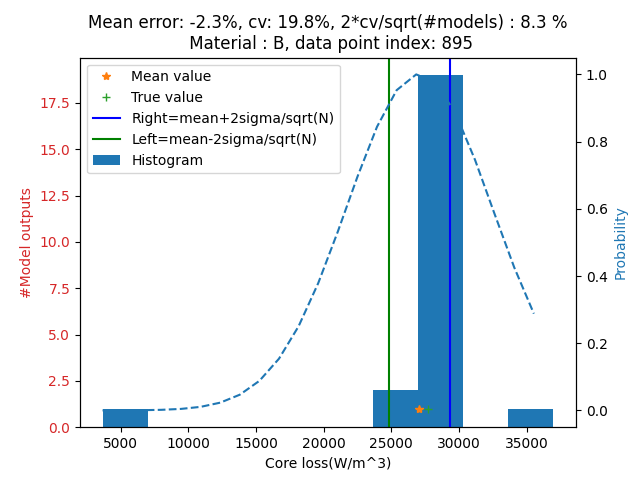 Mean error: -2.3%, cv: 19.8%, 2*cv/sqrt(#models) : 8.3 %
Material : B, data point index: 895
Mean value
True value
Right=mean+2sigma/sqrt(N)
Left=mean-2sigma/sqrt(N)
Histogram
#Model outputs
17.5
15.0
12.5
10.0
7.5
5.0
2.5
0.0
1.0
0.8
0.6
0.4
0.2
0.0
Probability
5000 10000 15000 20000 25000 30000 35000
Core loss(W/m^3)